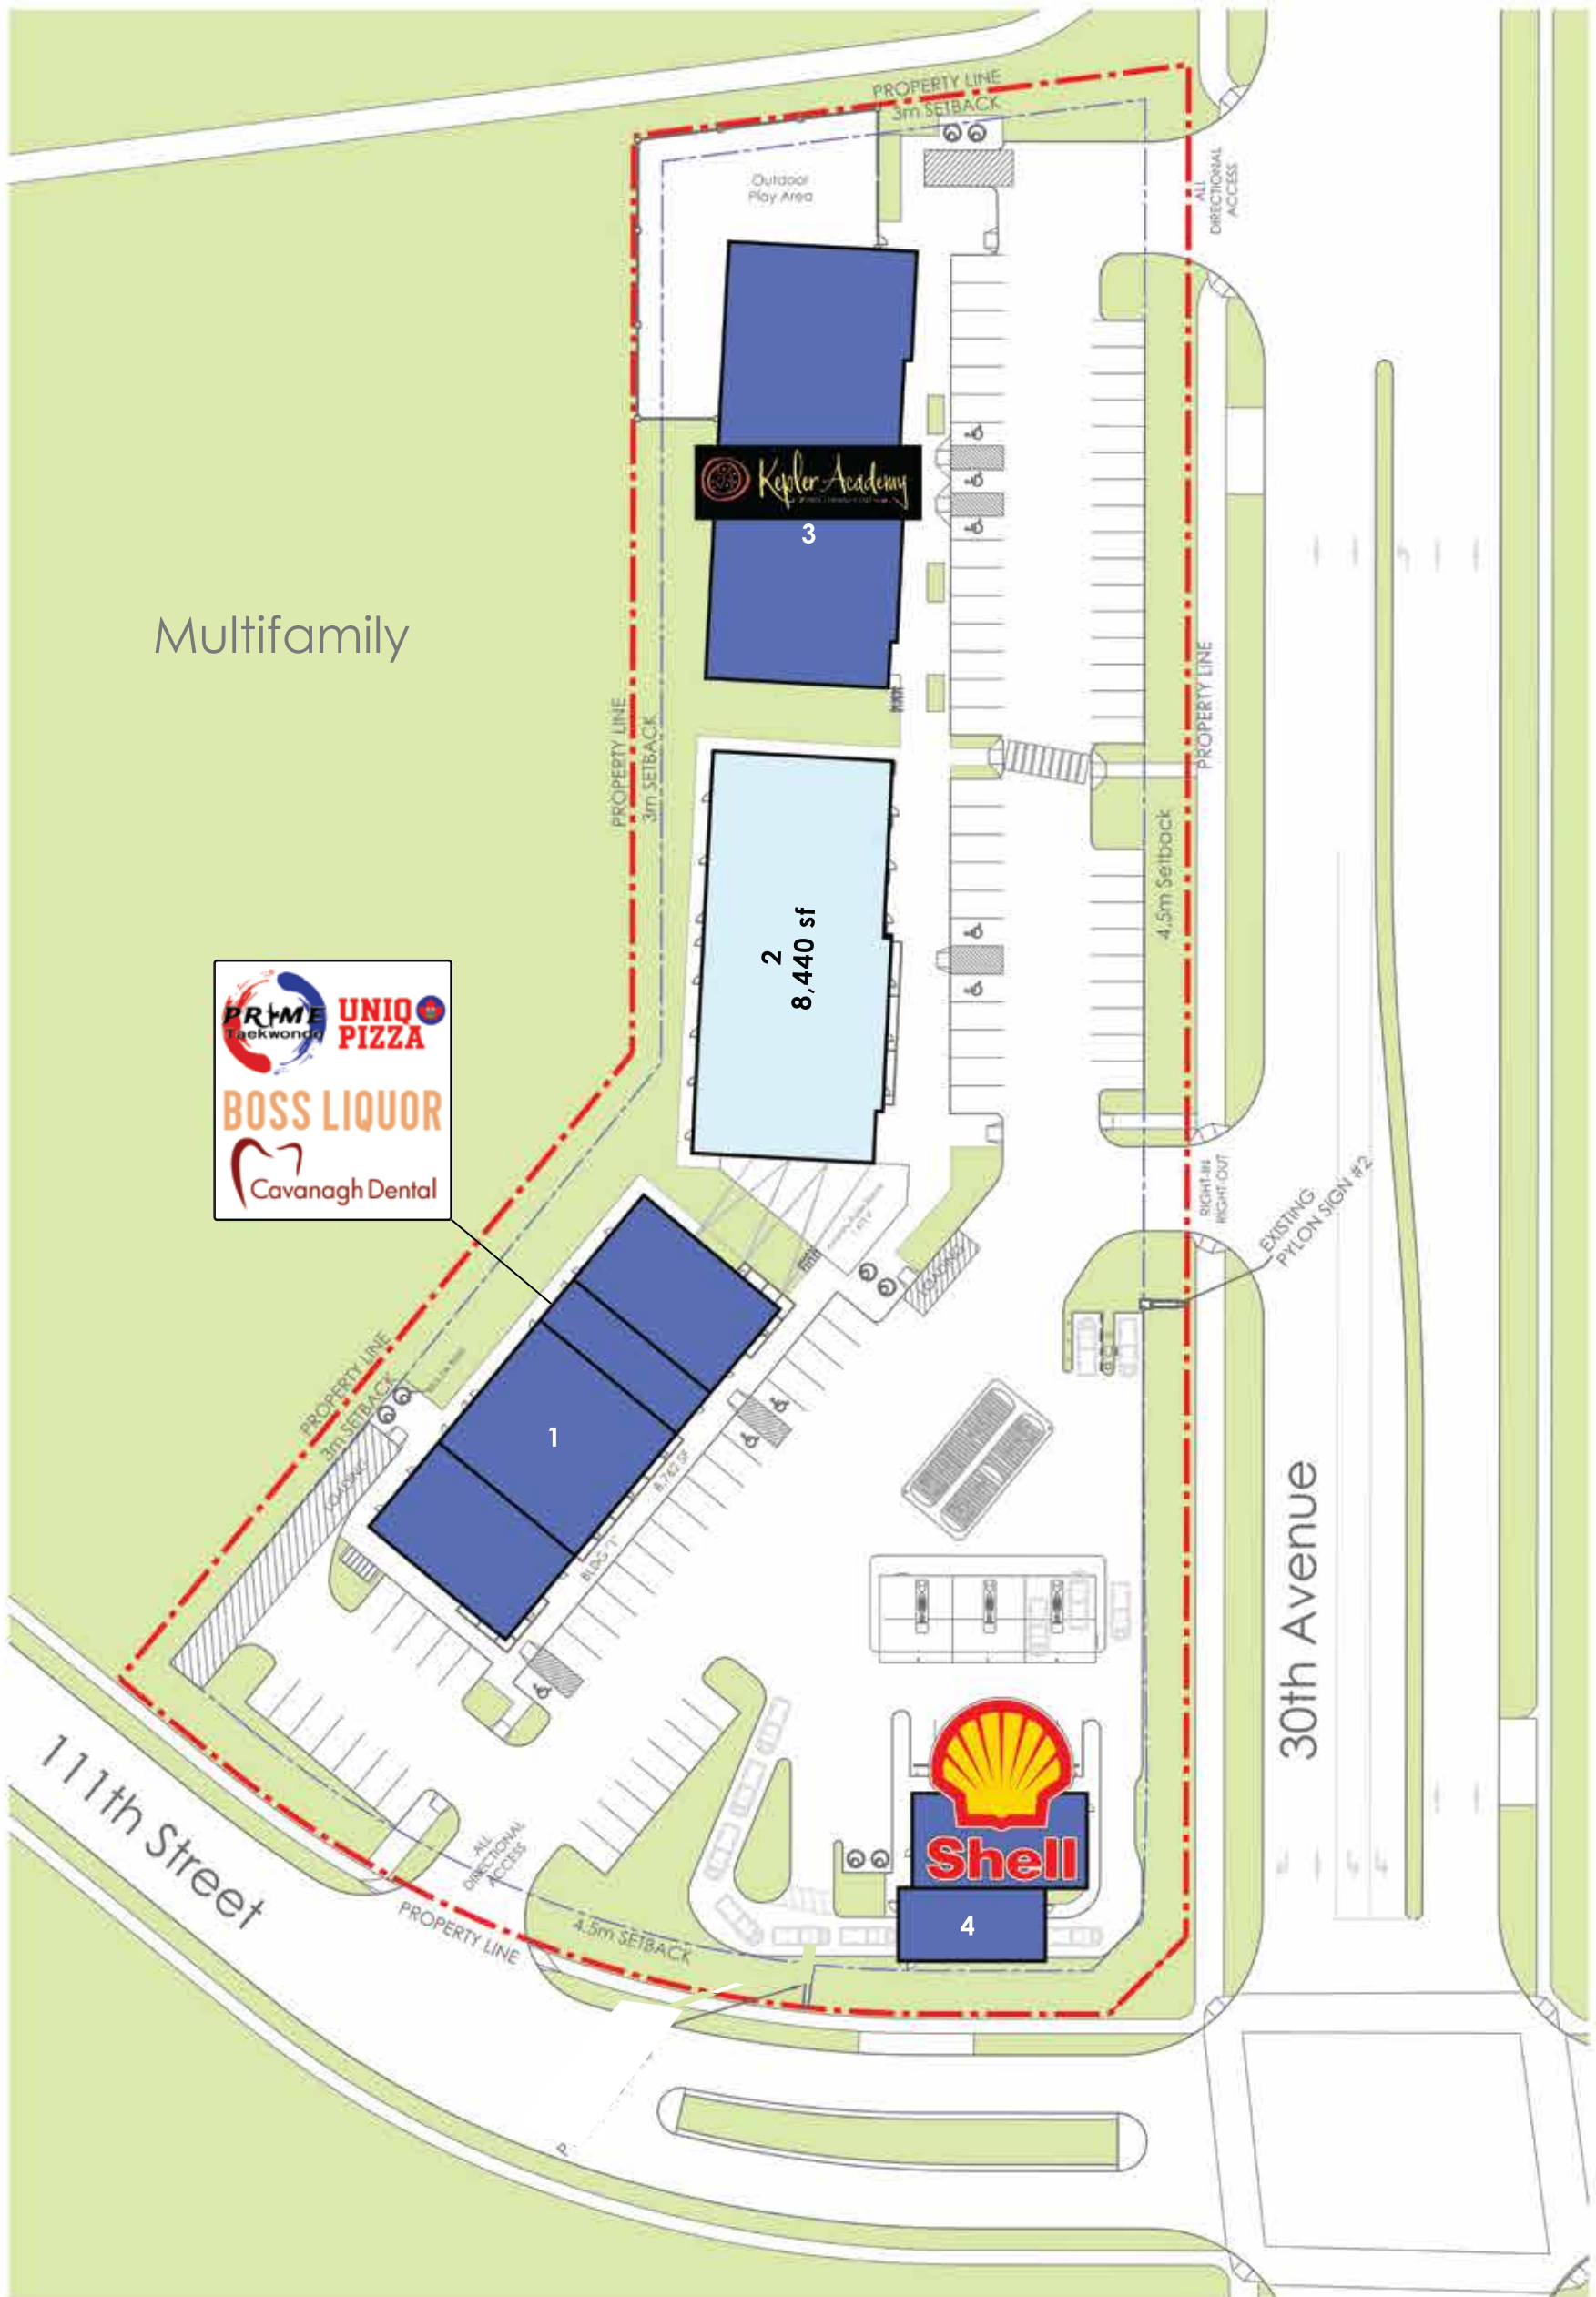 PROPERTY LINE
3m SETBACK
Outdoor
Play Area
ALL
DIRECTIONAL
ACCESS
Kepler Academy
3
Multifamily
PROPERTY LINE
3m SETBACK
PROPERTY LINE
4.5m Setback
2
8,440 sf
PRIME
Taekwondo
UNIQ
PIZZA
BOSS LIQUOR
Cavanagh Dental
RIGHT-IN
RIGHT-OUT
EXISTING
PYLON SIGN #2
LOADING
PROPERTY LINE
3m SETBACK
LOADING
1
8,762 SF
BLDG "1"
30th Avenue
111th Street
Shell
4
ALL
DIRECTIONAL
ACCESS
PROPERTY LINE
4.5m SETBACK
P